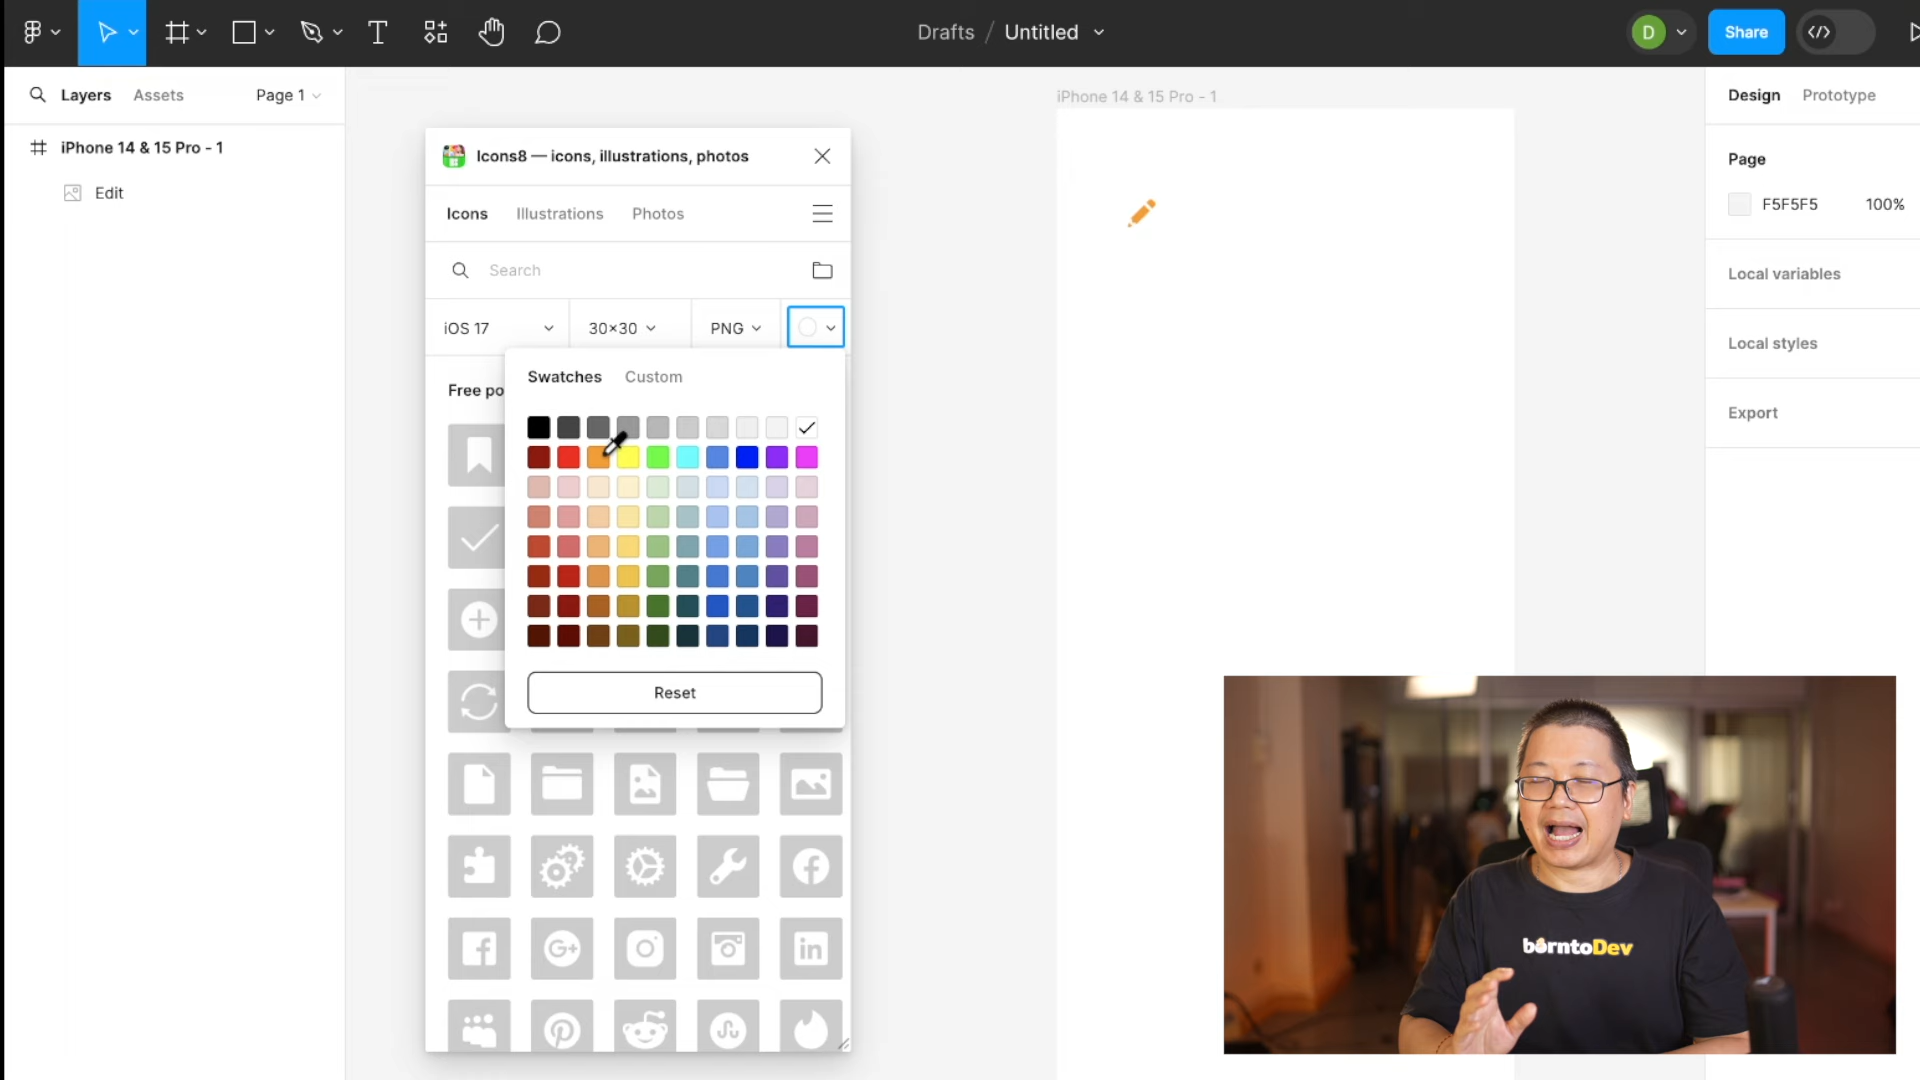 Drafts / Untitled
D
Share
Layers
Assets
Page 1
iPhone 14 & 15 Pro - 1
Edit
Icons8 — icons, illustrations, photos
Icons
Illustrations
Photos
Search
iOS 17
30×30
PNG
Free po
Swatches
Custom
Reset
iPhone 14 & 15 Pro - 1
Design
Prototype
Page
F5F5F5
100%
Local variables
Local styles
Export
borntoDev